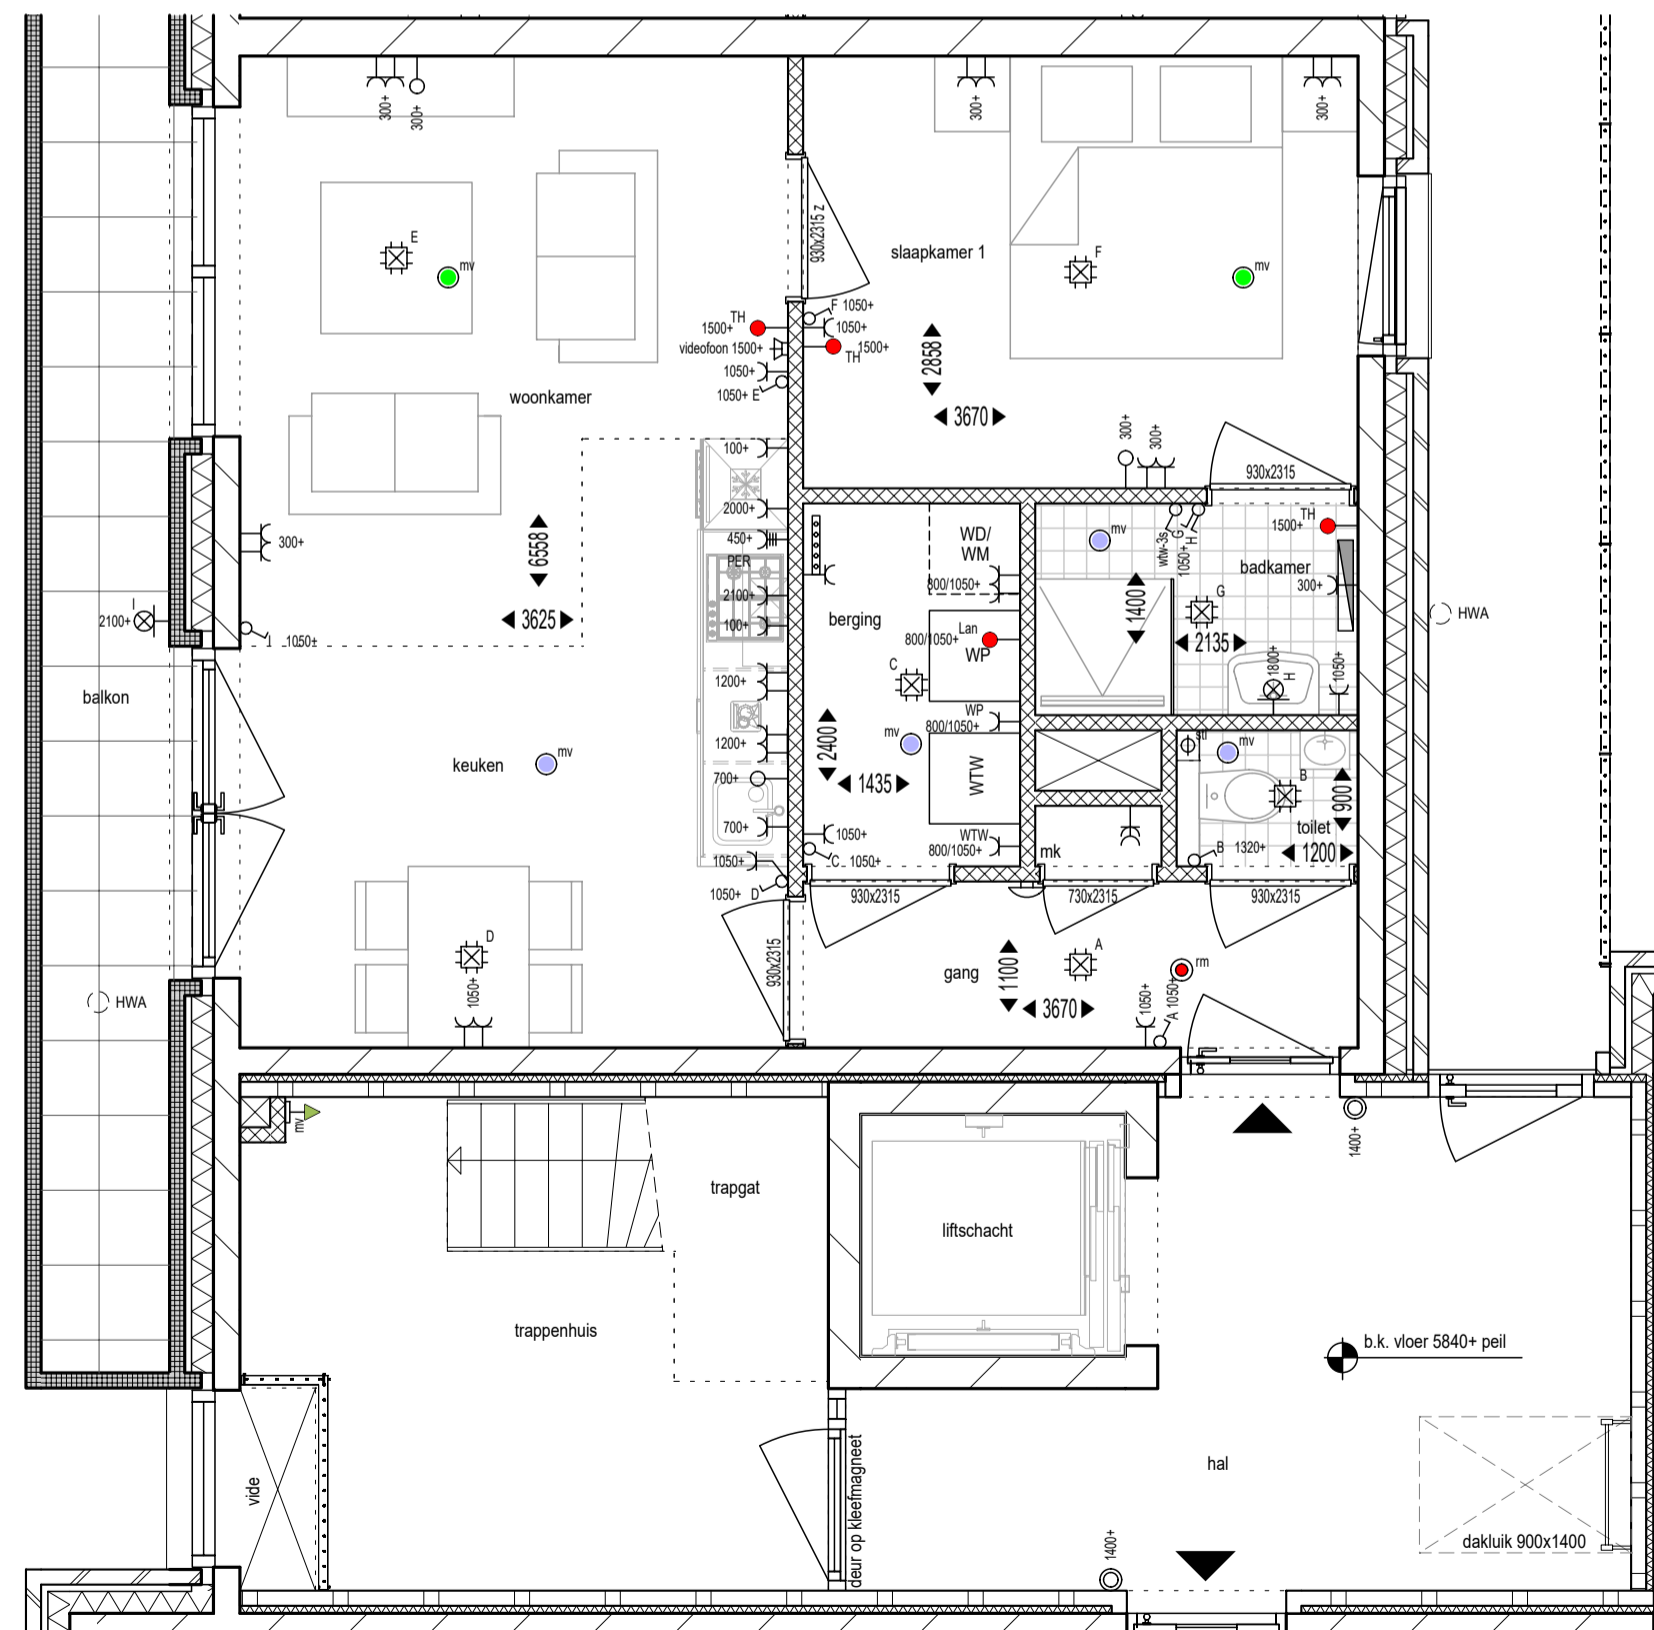 300+
300+
300+
300+
E
mv
930x2315 z
slaapkamer 1
F
mv
F 1050+
TH
1500+
1050+
videofoon 1500+
TH
1500+
1050+
1050+ E
2858
3670
woonkamer
100+
300+
300+
930x2315
2000+
450+
PER
2100+
100+
300+
6558
3625
WD/
WM
800/1050+
mv
wtw-3s
G
H
1050+
TH
1500+
badkamer
300+
1400
G
2135
HWA
2100+
I
I 1050+
berging
Lan
800/1050+
WP
C
1800+
H
1050+
balkon
1200+
WP
800/1050+
mv
2400
1435
WTW
stl
mv
keuken
mv
1200+
700+
700+
B
900
toilet
1050+
C 1050+
WTW
800/1050+
mk
B 1320+
1200
1050+
1050+ D
930x2315
730x2315
930x2315
D
1050+
930x2315
gang
1100
3670
A
rm
1050+
A 1050+
HWA
mv
1400+
trapgat
liftschacht
trappenhuis
b.k. vloer 5840+ peil
vide
deur op kleefmagneet
hal
dakluik 900x1400
1400+